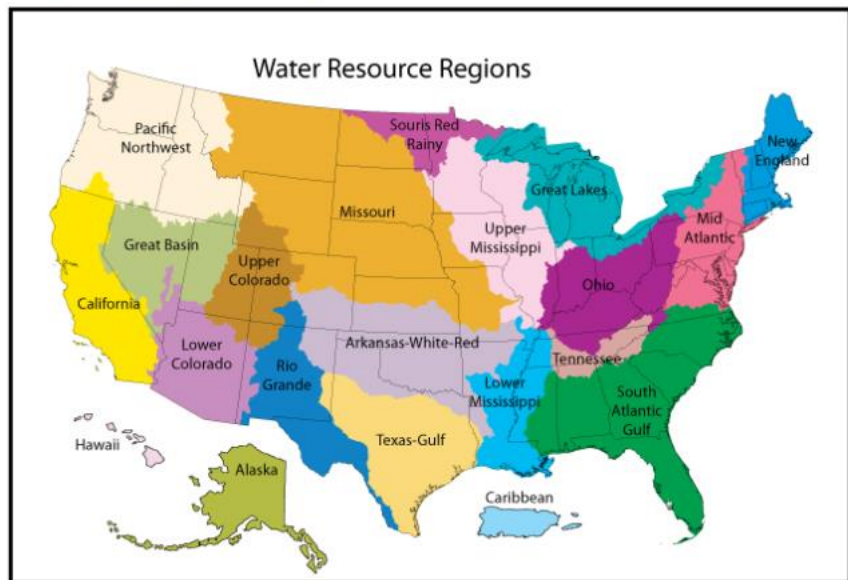 Water Resource Regions
Pacific
Northwest
Souris Red
Rainy
New
England
Great Lakes
Missouri
Upper
Mississippi
Mid
Atlantic
Great Basin
Upper
Colorado
Ohio
California
Lower
Colorado
Arkansas-White-Red
Tennessee
Rio
Grande
Lower
Mississippi
South
Atlantic
Gulf
Texas-Gulf
Hawaii
Alaska
Caribbean